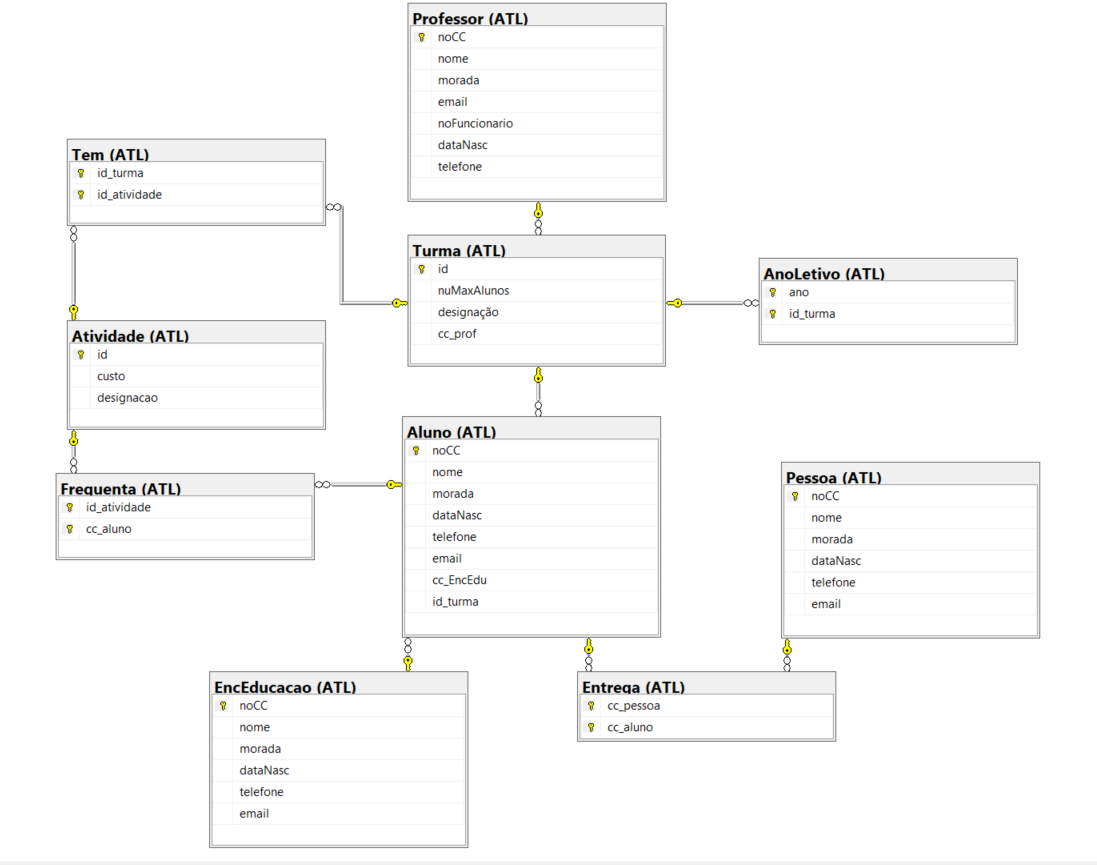 Professor (ATL)
noCC
nome
morada
email
noFuncionario
dataNasc
telefone
Tem (ATL)
id_turma
id_atividade
Turma (ATL)
id
nuMaxAlunos
designação
cc_prof
AnoLetivo (ATL)
ano
id_turma
Atividade (ATL)
id
custo
designacao
Aluno (ATL)
noCC
nome
morada
dataNasc
telefone
email
cc_EncEdu
id_turma
Frequenta (ATL)
id_atividade
cc_aluno
Pessoa (ATL)
noCC
nome
morada
dataNasc
telefone
email
EncEducacao (ATL)
noCC
nome
morada
dataNasc
telefone
email
Entrega (ATL)
cc_pessoa
cc_aluno